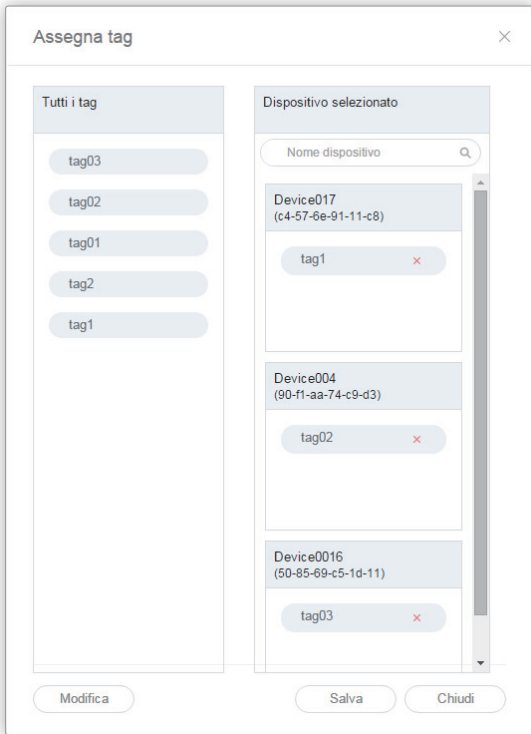 Assegna tag
Tutti i tag
tag03
tag02
tag01
tag2
tag1
Dispositivo selezionato
Nome dispositivo
Device017
(c4-57-6e-91-11-c8)
tag1
Device004
(90-f1-aa-74-c9-d3)
tag02
Device0016
(50-85-69-c5-1d-11)
tag03
Modifica
Salva
Chiudi